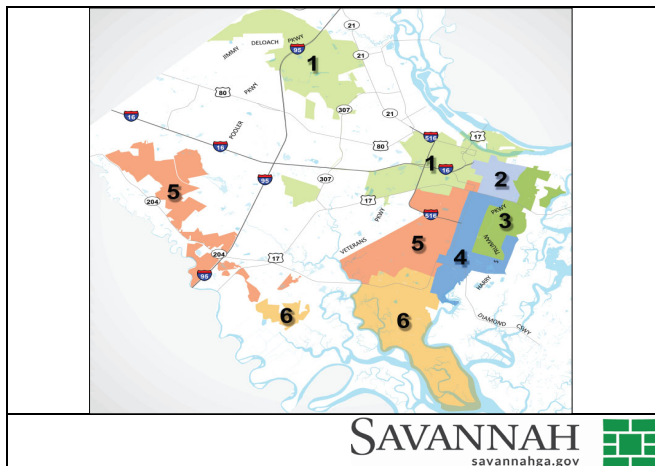 21
JIMMY DELOACH PKWY
95
21
1
80
POOLER PKWY
307
21
16
516
17
16
80
1
16
2
307
5
204
95
17
PKWY
516
PKWY
3
VETERANS
5
TRUMAN
4
204
17
95
HARRY S
6
6
DIAMOND CSWY
SAVANNAH
savannahga.gov